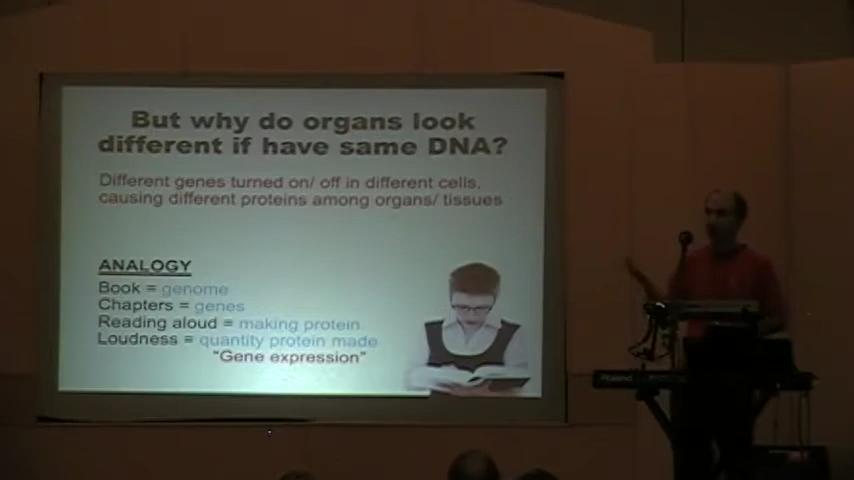 But why do organs look
different if have same DNA?
Different genes turned on/ off in different cells,
causing different proteins among organs/ tissues
ANALOGY
Book = genome
Chapters = genes
Reading aloud = making protein
Loudness = quantity protein made
"Gene expression"
Roland